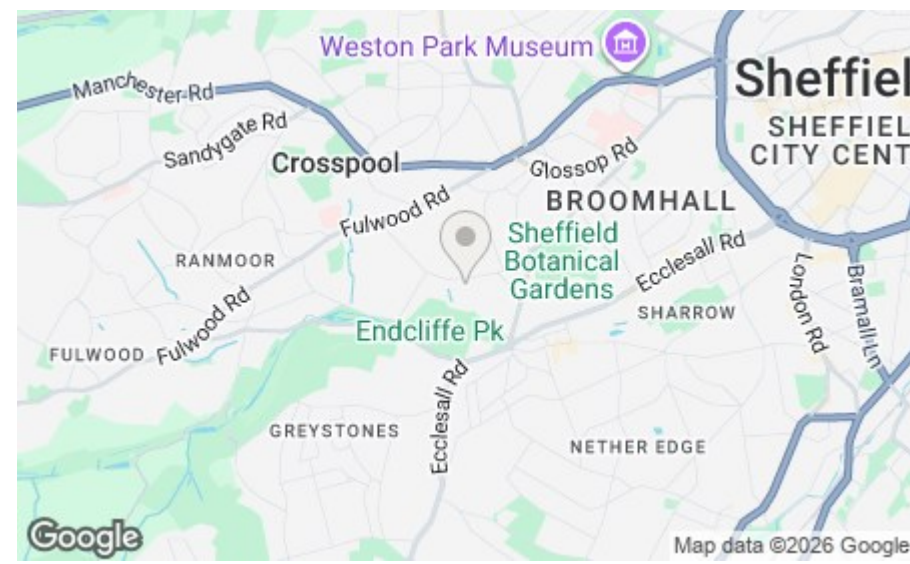 Weston Park Museum
Manchester Rd
Sheffiel
SHEFFIEL
CITY CENT
Sandygate Rd
Crosspool
Glossop Rd
BROOMHALL
Fulwood Rd
Sheffield
Botanical
Gardens
Ecclesall Rd
RANMOOR
London Rd
Bramall Ln
SHARROW
Fulwood Rd
Endcliffe Pk
FULWOOD
Ecclesall Rd
GREYSTONES
NETHER EDGE
Google
Map data ©2026 Google